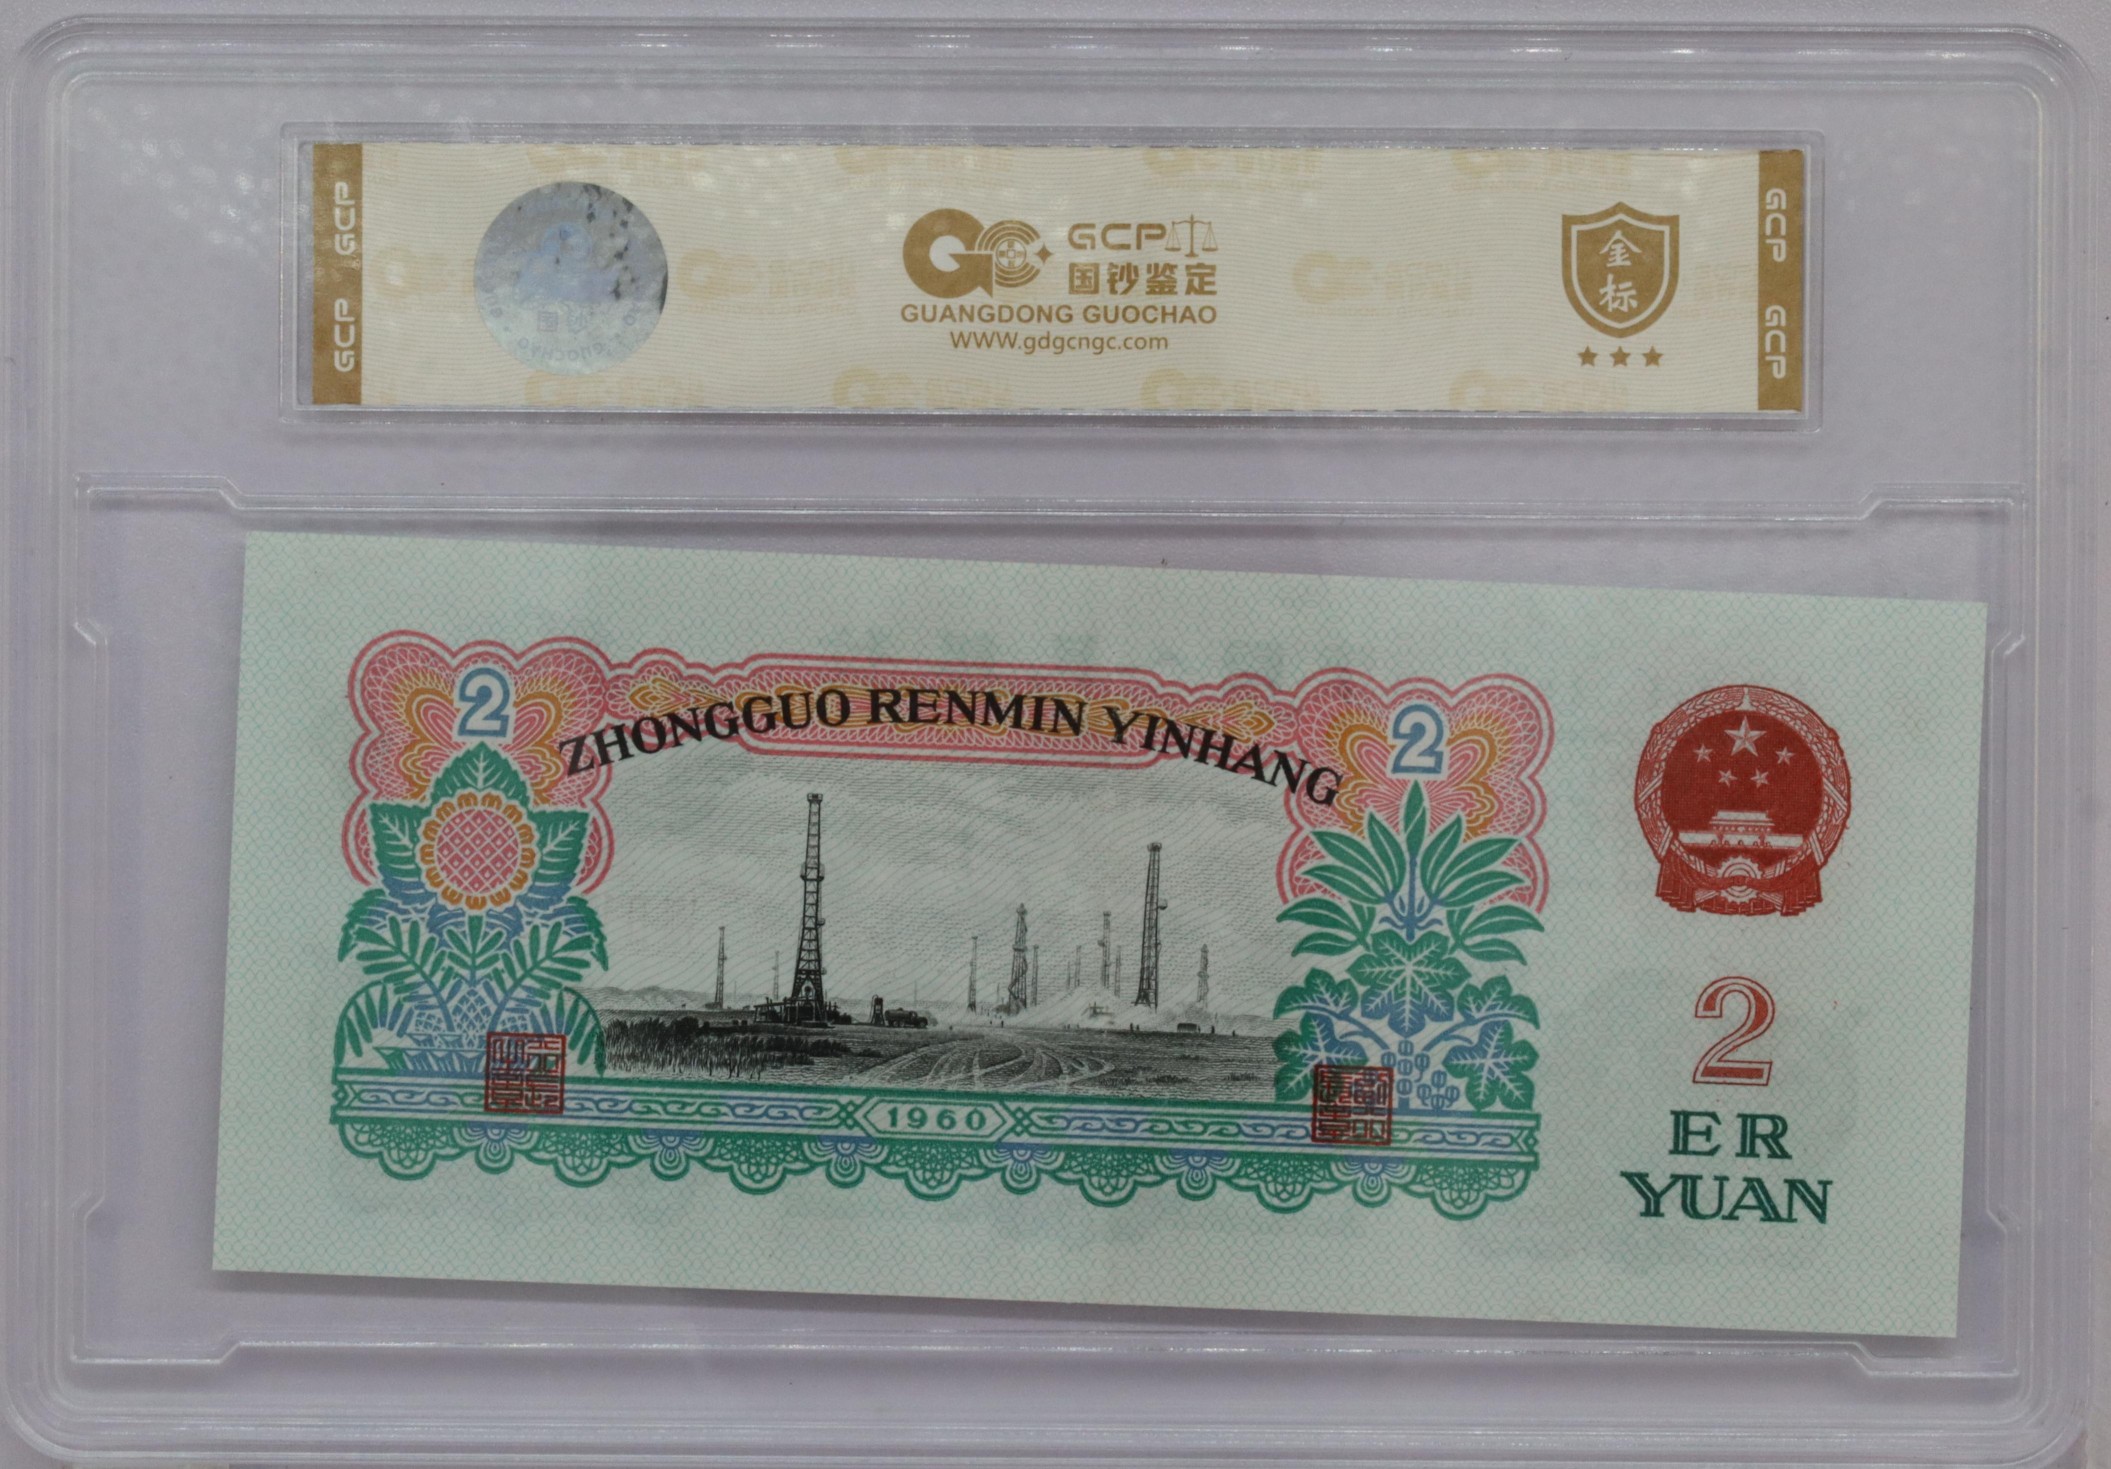 GCP GCP
GCP
国钞鉴定
GUANGDONG GUOCHAO
WWW.gdgcngc.com
金标
GCP GCP
2
2
ZHONGGUO RENMIN YINHANG
1960
2
ER
YUAN